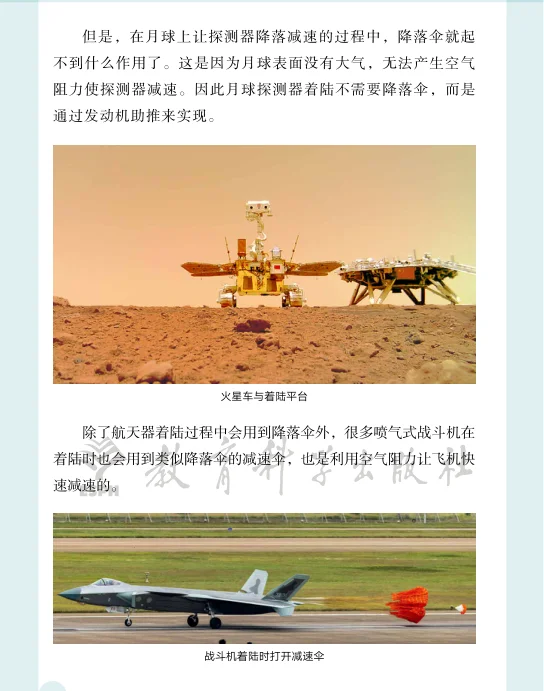 但是，在月球上让探测器降落减速的过程中，降落伞就起
不到什么作用了。这是因为月球表面没有大气，无法产生空气
阻力使探测器减速。因此月球探测器着陆不需要降落伞，而是
通过发动机助推来实现。
火星车与着陆平台
除了航天器着陆过程中会用到降落伞外，很多喷气式战斗机在
着陆时也会用到类似降落伞的减速伞，也是利用空气阻力让飞机快
速减速的。
教育科学出版社
战斗机着陆时打开减速伞